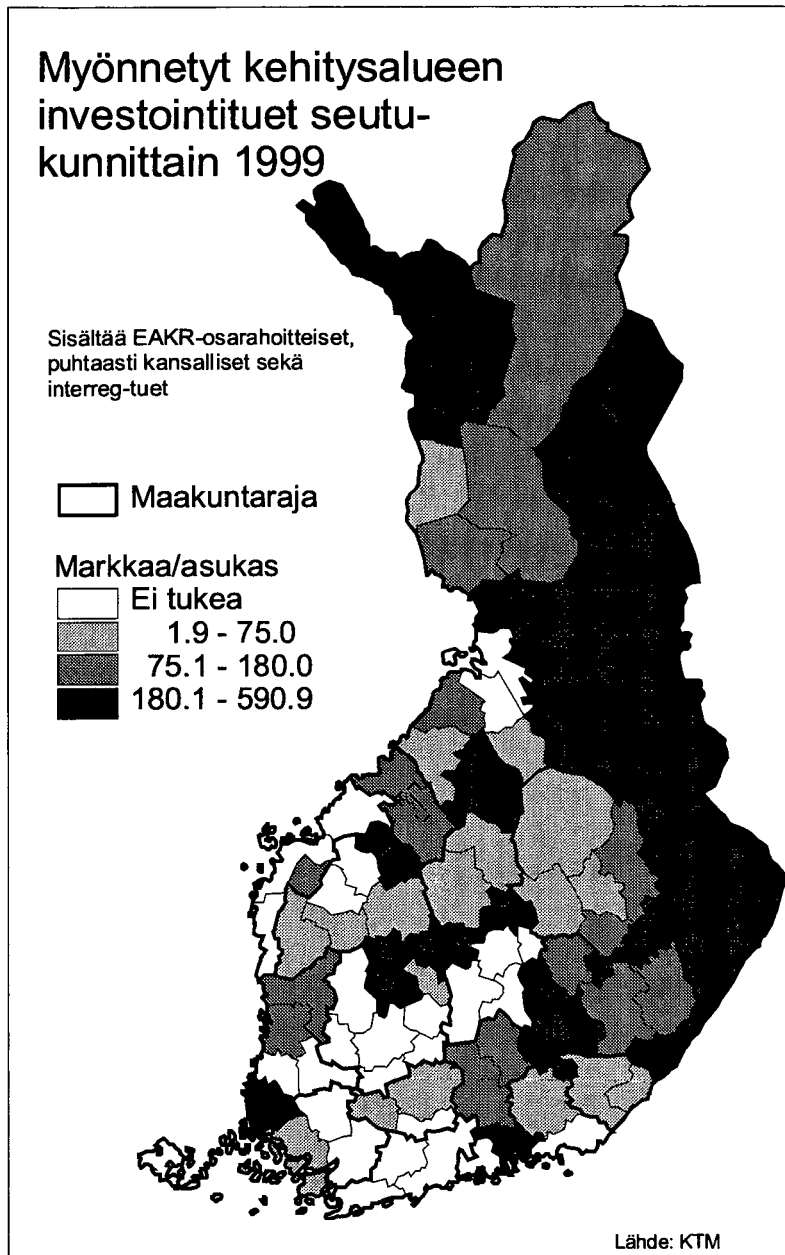 Myönnetyt kehitysalueen
investointituet seutu-
kunnittain 1999
Sisältää EAKR-osarahoitteiset,
puhtaasti kansalliset sekä
interreg-tuet
Maakuntaraja
Markkaa/asukas
Ei tukea
1.9 - 75.0
75.1 - 180.0
180.1 - 590.9
Lähde: KTM